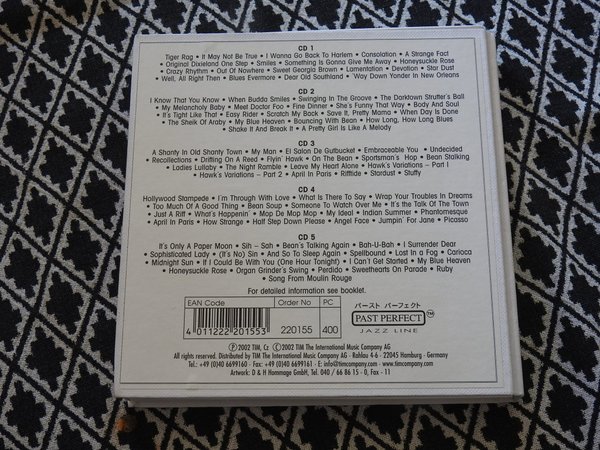 CD 1
Tiger Rag • It May Not Be True • I Wanna Go Back To Harlem • Consolation • A Strange Fact
• Original Dixieland One Step • Smiles • Something Is Gonna Give Me Away • Honeysuckle Rose
• Crazy Rhythm • Out Of Nowhere • Sweet Georgia Brown • Lamentation • Devotion • Star Dust
• Well, All Right Then • Blues Evermore • Dear Old Southland • 'Way Down Yonder In New Orleans
CD 2
I Know That You Know • When Budda Smiles • Swinging In The Groove • The Darktown Strutter's Ball
• My Melancholy Baby • Meet Doctor Foo • Fine Dinner • She's Funny That Way • Body And Soul
• It's Tight Like That • Easy Rider • Scratch My Back • Save It, Pretty Mama • When Day Is Done
• The Sheik Of Araby • My Blue Heaven • Bouncing With Bean • How Long, How Long Blues
• Shake It And Break It • A Pretty Girl Is Like A Melody
CD 3
A Shanty In Old Shanty Town • My Man • El Salon De Gutbucket • Embraceable You • Undecided
• Recollections • Drifting On A Reed • Flyin' Hawk • On The Bean • Sportsman's Hop • Bean Stalking
• Ladies Lullaby • The Night Ramble • Leave My Heart Alone • Hawk's Variations – Part 1
• Hawk's Variations – Part 2 • April In Paris • Rifftide • Stardust • Stuffy
CD 4
Hollywood Stampede • I'm Through With Love • What Is There To Say • Wrap Your Troubles In Dreams
• Too Much Of A Good Thing • Bean Soup • Someone To Watch Over Me • It's the Talk Of The Town
• Just A Riff • What's Happenin' • Mop De Mop Mop • My Ideal • Indian Summer • Phantomesque
• April In Paris • How Strange • Half Step Down Please • Angel Face • Jumpin' For Jane • Picasso
CD 5
It's Only A Paper Moon • Sih – Sah • Bean's Talking Again • Bah-U-Bah • I Surrender Dear
• Sophisticated Lady • (It's No) Sin • And So To Sleep Again • Spellbound • Lost In A Fog • Carioca
• Midnight Sun • If I Could Be With You (One Hour Tonight) • I Can't Get Started • My Blue Heaven
• Honeysuckle Rose • Organ Grinder's Swing • Perdido • Sweethearts On Parade • Ruby
• Song From Moulin Rouge
For detailed information see booklet.
EAN Code Order No PC
4 011222 201553 220155 400
パースト パーフェクト
PAST PERFECT TM
JAZZ LINE
Ⓟ 2002 TIM, Cz ©2002 TIM The International Music Company AG
All rights reserved. Distributed by TIM The International Music Company AG · Rahlau 4-6 · 22045 Hamburg · Germany
Tel.: +49 (0)40 6699160 · Fax: +49 (0)40 66991661 · E: info@timcompany.com · www.timcompany.com
Artwork: D & H Hommage GmbH, Tel. 040 / 66 86 15 - 0, Fax - 11